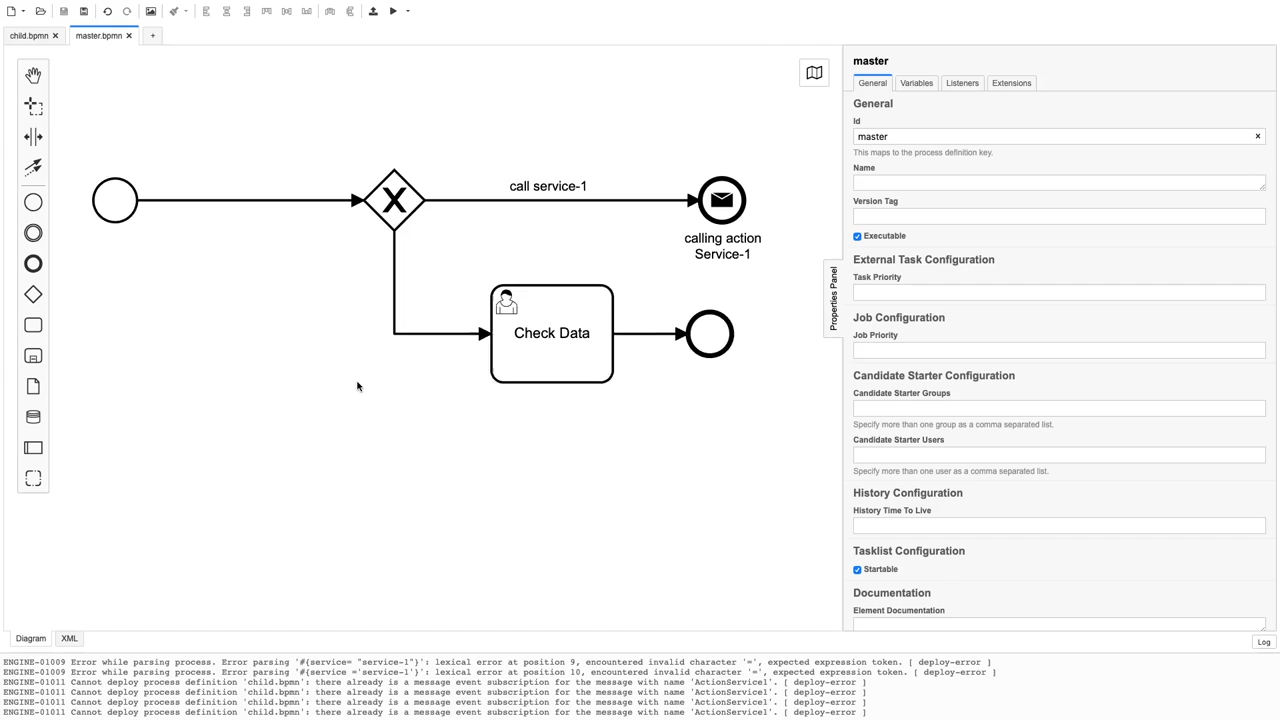 child.bpmn ×
master.bpmn ×
+
call service-1
calling action
Service-1
Check Data
Properties Panel
master
General
Variables
Listeners
Extensions
General
Id
master ×
This maps to the process definition key.
Name
Version Tag
Executable
External Task Configuration
Task Priority
Job Configuration
Job Priority
Candidate Starter Configuration
Candidate Starter Groups
Specify more than one group as a comma separated list.
Candidate Starter Users
Specify more than one user as a comma separated list.
History Configuration
History Time To Live
Tasklist Configuration
Startable
Documentation
Element Documentation
Diagram
XML
Log
ENGINE-01009 Error while parsing process. Error parsing '#{service= "service-1"}': lexical error at position 9, encountered invalid character '=', expected expression token. [ deploy-error ]
ENGINE-01009 Error while parsing process. Error parsing '#{service ='service-1'}': lexical error at position 10, encountered invalid character '=', expected expression token. [ deploy-error ]
ENGINE-01011 Cannot deploy process definition 'child.bpmn': there already is a message event subscription for the message with name 'ActionService1'. [ deploy-error ]
ENGINE-01011 Cannot deploy process definition 'child.bpmn': there already is a message event subscription for the message with name 'ActionService1'. [ deploy-error ]
ENGINE-01011 Cannot deploy process definition 'child.bpmn': there already is a message event subscription for the message with name 'ActionService1'. [ deploy-error ]
ENGINE-01011 Cannot deploy process definition 'child.bpmn': there already is a message event subscription for the message with name 'ActionService1'. [ deploy-error ]